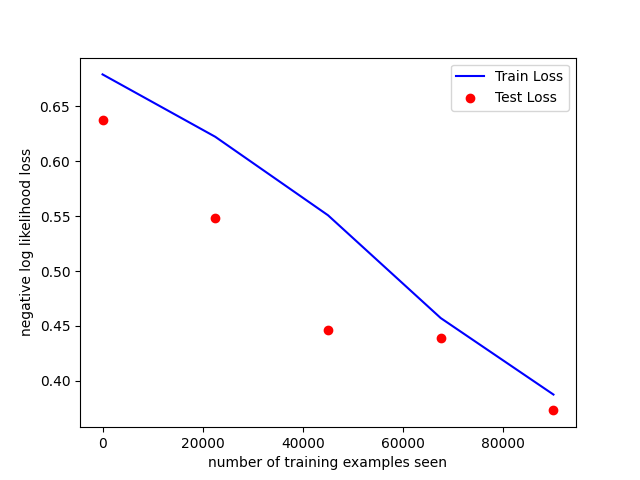 Train Loss
Test Loss
0.65
0.60
0.55
0.50
0.45
0.40
negative log likelihood loss
0 20000 40000 60000 80000
number of training examples seen